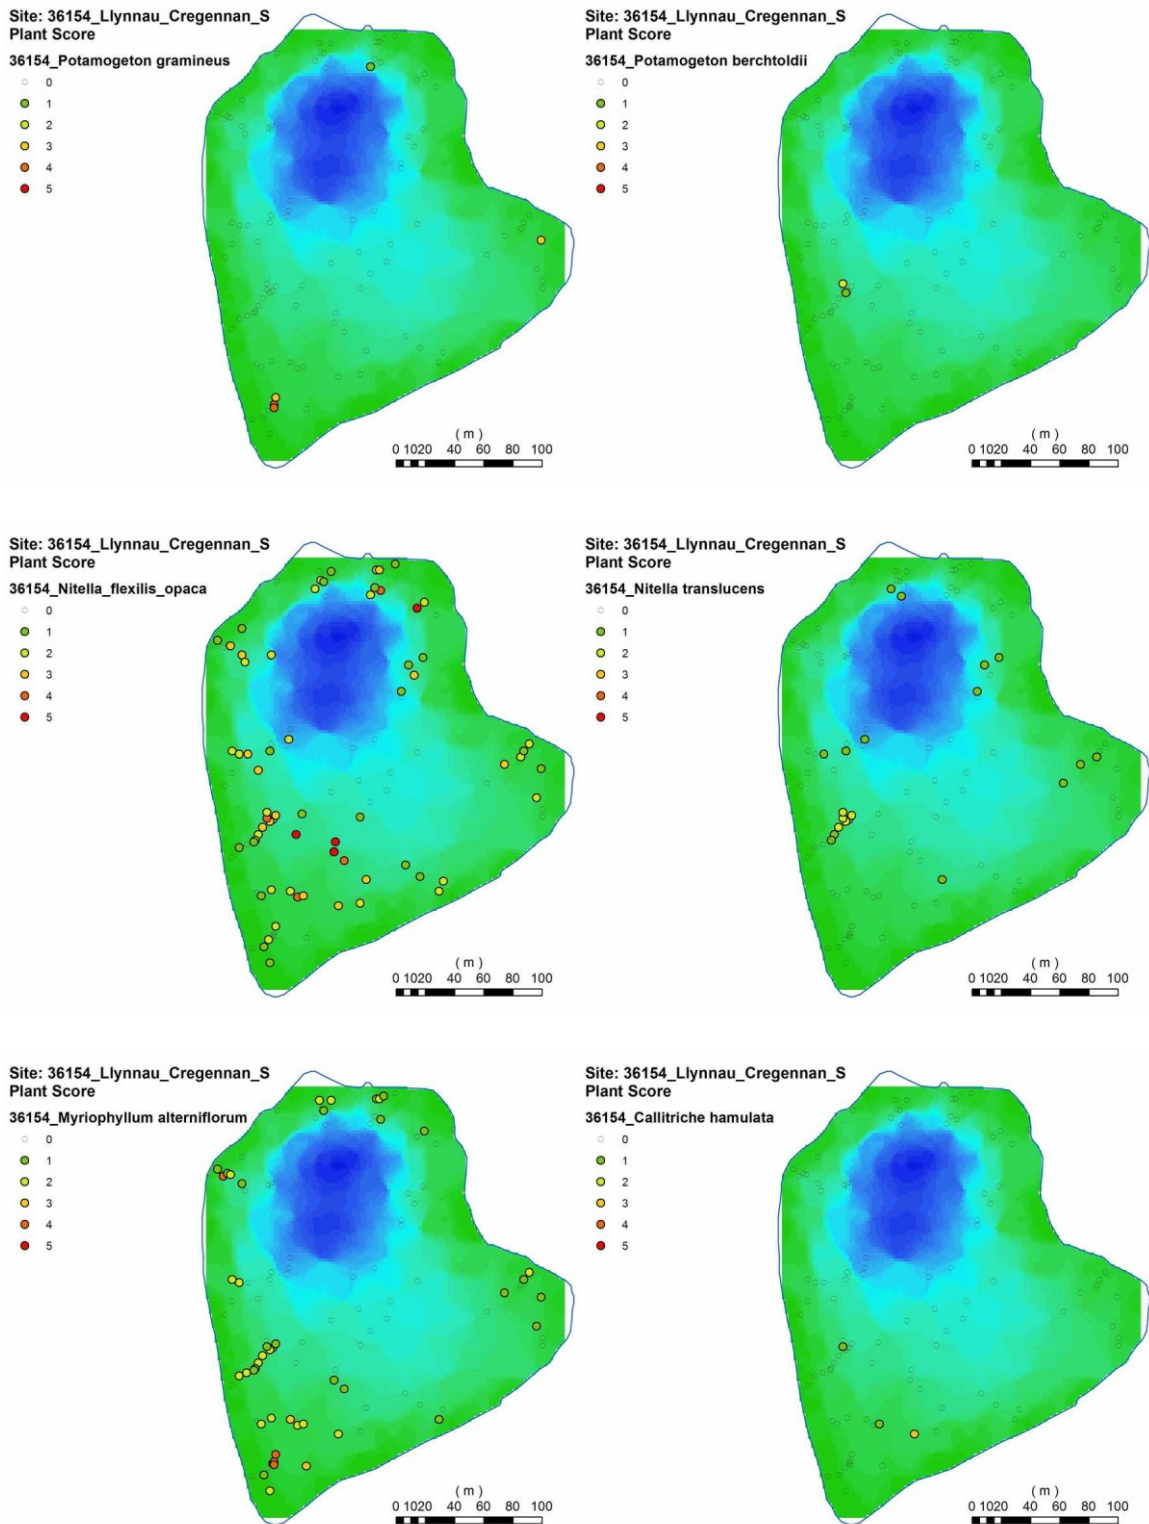 Site: 36154_Llynnau_Cregennan_S
Plant Score
36154_Potamogeton gramineus
0
1
2
3
4
5
( m )
0 1020 40 60 80 100
Site: 36154_Llynnau_Cregennan_S
Plant Score
36154_Potamogeton berchtoldii
0
1
2
3
4
5
( m )
0 1020 40 60 80 100
Site: 36154_Llynnau_Cregennan_S
Plant Score
36154_Nitella_flexilis_opaca
0
1
2
3
4
5
( m )
0 1020 40 60 80 100
Site: 36154_Llynnau_Cregennan_S
Plant Score
36154_Nitella translucens
0
1
2
3
4
5
( m )
0 1020 40 60 80 100
Site: 36154_Llynnau_Cregennan_S
Plant Score
36154_Myriophyllum alterniflorum
0
1
2
3
4
5
( m )
0 1020 40 60 80 100
Site: 36154_Llynnau_Cregennan_S
Plant Score
36154_Callitriche hamulata
0
1
2
3
4
5
( m )
0 1020 40 60 80 100